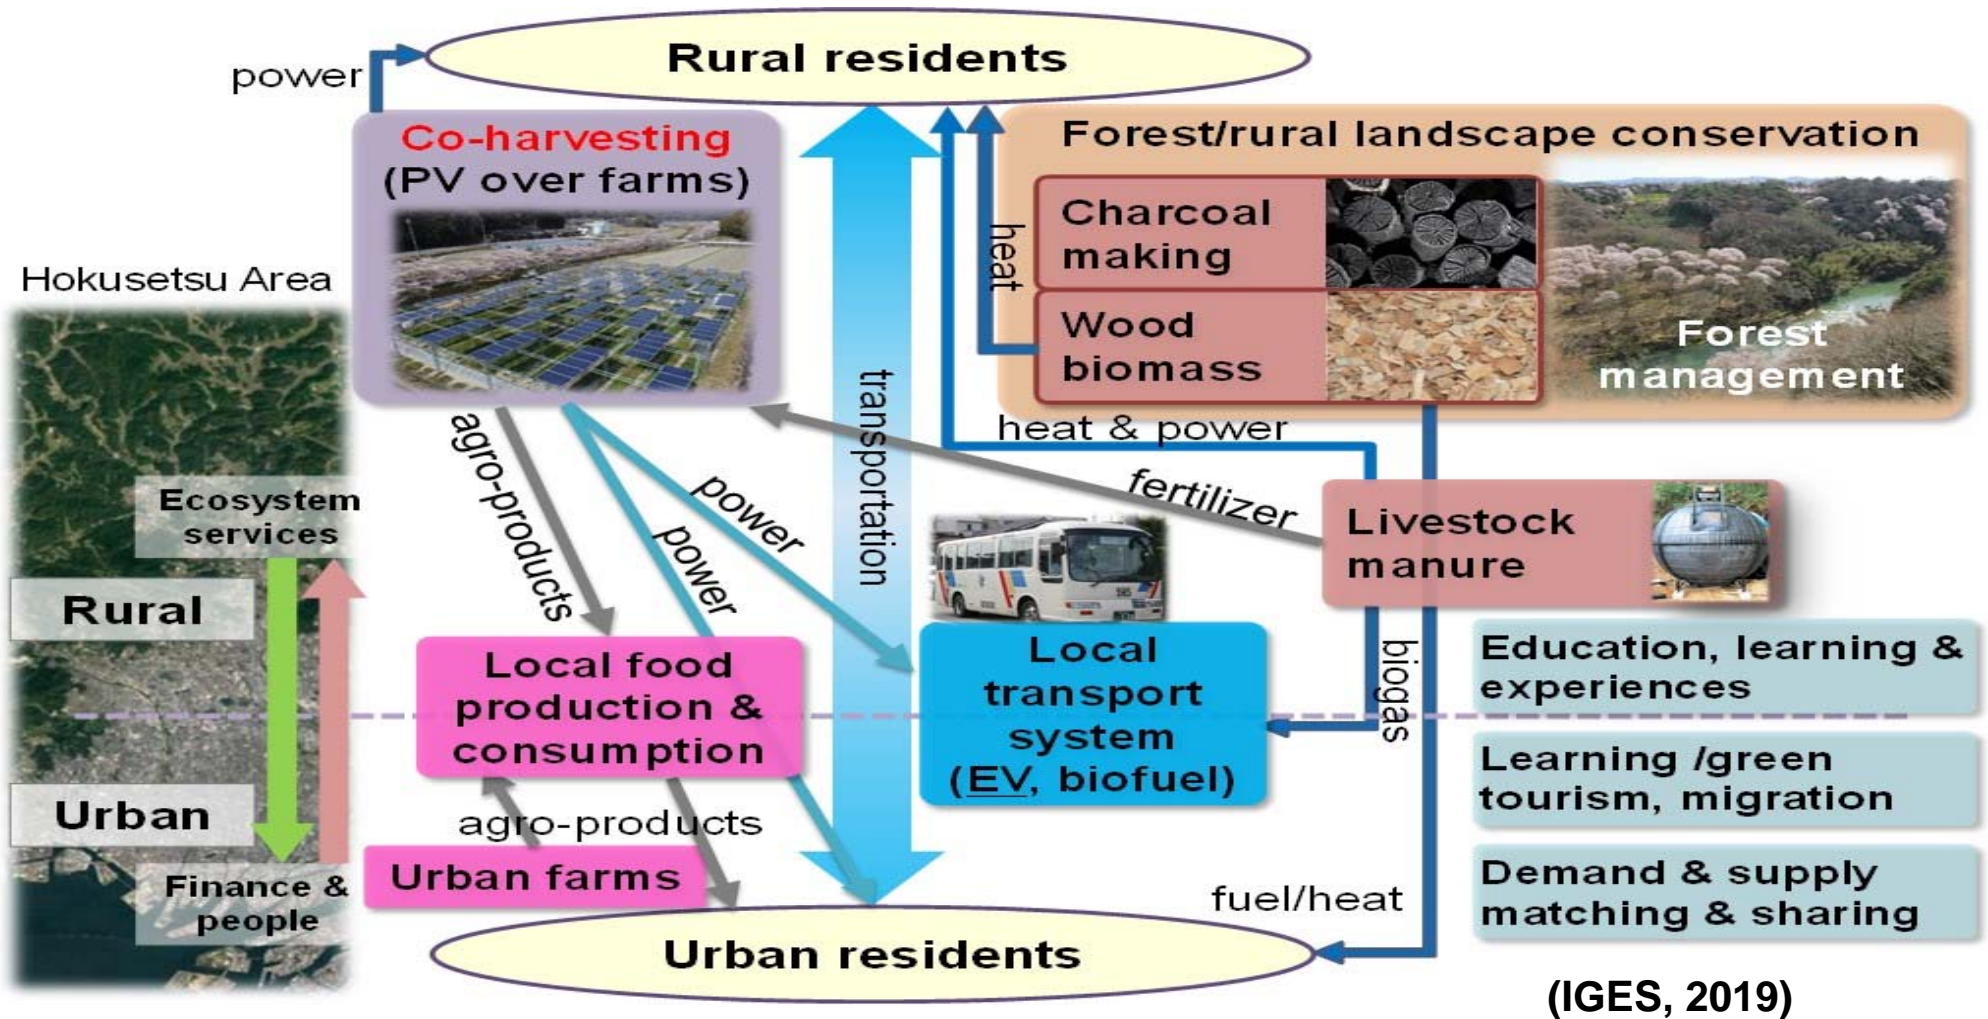 Rural residents
power
Co-harvesting
(PV over farms)
Forest/rural landscape conservation
Charcoal
making
heat
Wood
biomass
Forest
management
Hokusetsu Area
transportation
heat & power
agro-products
power
power
fertilizer
Livestock
manure
Ecosystem
services
Rural
Local food
production &
consumption
Local
transport
system
(EV, biofuel)
biogas
Education, learning &
experiences
Learning /green
tourism, migration
Urban
agro-products
Urban farms
Finance &
people
Demand & supply
matching & sharing
fuel/heat
Urban residents
(IGES, 2019)